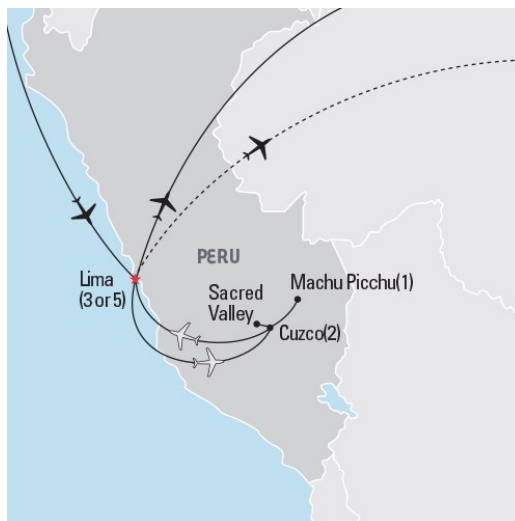 PERU
Lima
(3 or 5)
Machu Picchu(1)
Sacred
Valley
Cuzco(2)